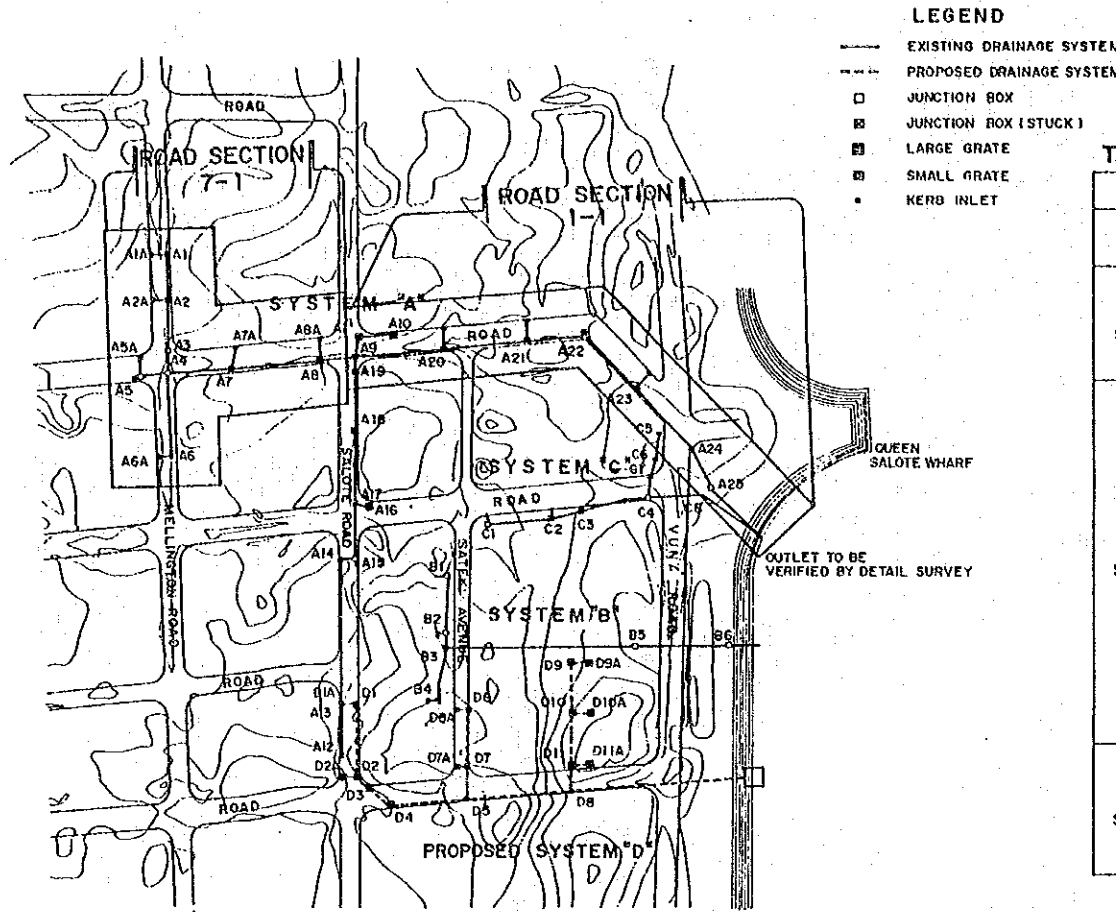 LEGEND
EXISTING DRAINAGE SYSTEM
PROPOSED DRAINAGE SYSTEM
JUNCTION BOX
JUNCTION BOX (STUCK)
LARGE GRATE
SMALL GRATE
KERB INLET
T
ROAD
ROAD SECTION
7-1
ROAD SECTION
1-1
A1A
A1
A2A
A2
SYSTEM "A"
A5A
A3
A4
A7A
A8A
A10
A9
ROAD
A20
A21
A22
A5
A7
A8
A19
A23
A18
C5
A6A
A6
SALOTE ROAD
SYSTEM "C"
C6
G1
A24
A25
QUEEN
SALOTE WHARF
A17
A16
ROAD
C1
C2
C3
C4
MELLINGTON ROAD
VUNA ROAD
A14
A15
B1
OUTLET TO BE
VERIFIED BY DETAIL SURVEY
SYSTEM "B"
B2
B3
B5
B6
ROAD
B4
D9
D9A
D1A
D1
A13
D6
D6A
D10
D10A
A12
D2A
D2
D7A
D7
D11
D11A
ROAD
D3
D4
D5
D8
PROPOSED SYSTEM "D"